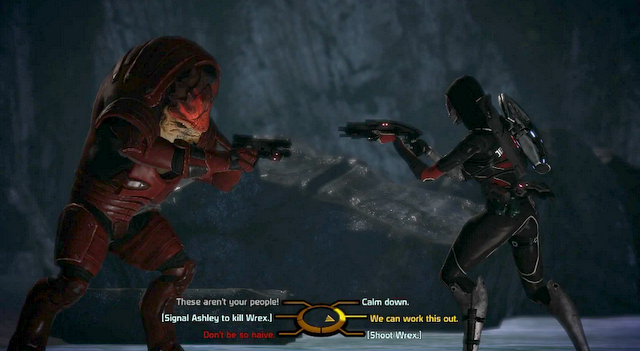 These aren't your people!
Calm down.
[Signal Ashley to kill Wrex.]
We can work this out.
Don't be so naive.
[Shoot Wrex.]